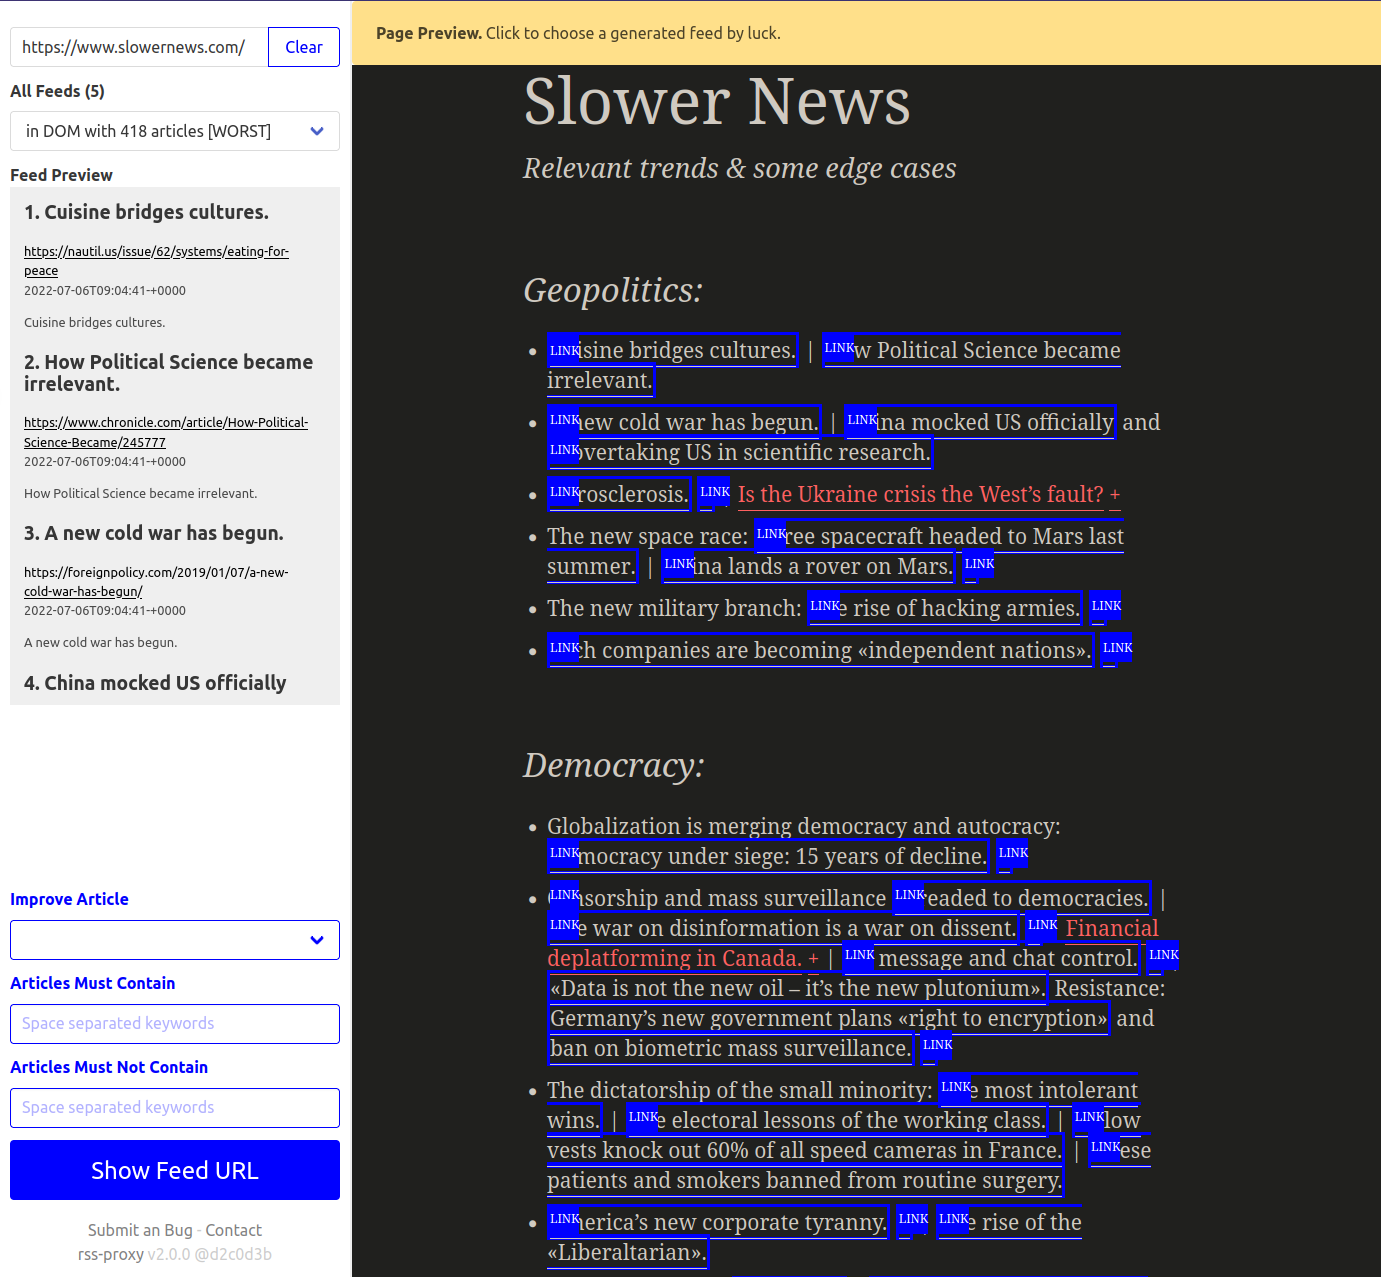 https://www.slowernews.com/
Clear
All Feeds (5)
in DOM with 418 articles [WORST]
Feed Preview
1. Cuisine bridges cultures.
https://nautil.us/issue/62/systems/eating-for-
peace
2022-07-06T09:04:41-+0000
Cuisine bridges cultures.
2. How Political Science became
irrelevant.
https://www.chronicle.com/article/How-Political-
Science-Became/245777
2022-07-06T09:04:41-+0000
How Political Science became irrelevant.
3. A new cold war has begun.
https://foreignpolicy.com/2019/01/07/a-new-
cold-war-has-begun/
2022-07-06T09:04:41-+0000
A new cold war has begun.
4. China mocked US officially
Improve Article
Articles Must Contain
Space separated keywords
Articles Must Not Contain
Space separated keywords
Show Feed URL
Submit an Bug - Contact
rss-proxy v2.0.0 @d2c0d3b
Page Preview. Click to choose a generated feed by luck.
Slower News
Relevant trends & some edge cases
Geopolitics:
LINK isine bridges cultures. | LINK w Political Science became
irrelevant.
LINK new cold war has begun. | LINK ina mocked US officially and
LINK overtaking US in scientific research.
LINK rosclerosis. LINK Is the Ukraine crisis the West's fault? +
The new space race: LINK ree spacecraft headed to Mars last
summer. | LINK ina lands a rover on Mars. LINK
The new military branch: LINK e rise of hacking armies. LINK
LINK ch companies are becoming «independent nations». LINK
Democracy:
Globalization is merging democracy and autocracy:
LINK mocracy under siege: 15 years of decline. LINK
LINK nsorship and mass surveillance LINK readed to democracies. |
LINK e war on disinformation is a war on dissent. LINK Financial
deplatforming in Canada. + | LINK message and chat control. LINK
«Data is not the new oil – it's the new plutonium». Resistance:
Germany's new government plans «right to encryption» and
ban on biometric mass surveillance. LINK
The dictatorship of the small minority: LINK e most intolerant
wins. | LINK e electoral lessons of the working class. | LINK low
vests knock out 60% of all speed cameras in France. | LINK ese
patients and smokers banned from routine surgery.
LINK nerica's new corporate tyranny. LINK LINK e rise of the
«Liberaltarian».